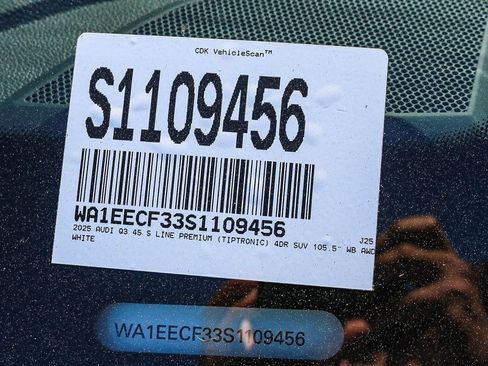 CDK VehicleScan™
S1109456
WA1EECF33S1109456
2025 AUDI Q3 45 S LINE PREMIUM (TIPTRONIC) 4DR SUV 105.5" WB AWD J25
WHITE
WA1EECF33S1109456